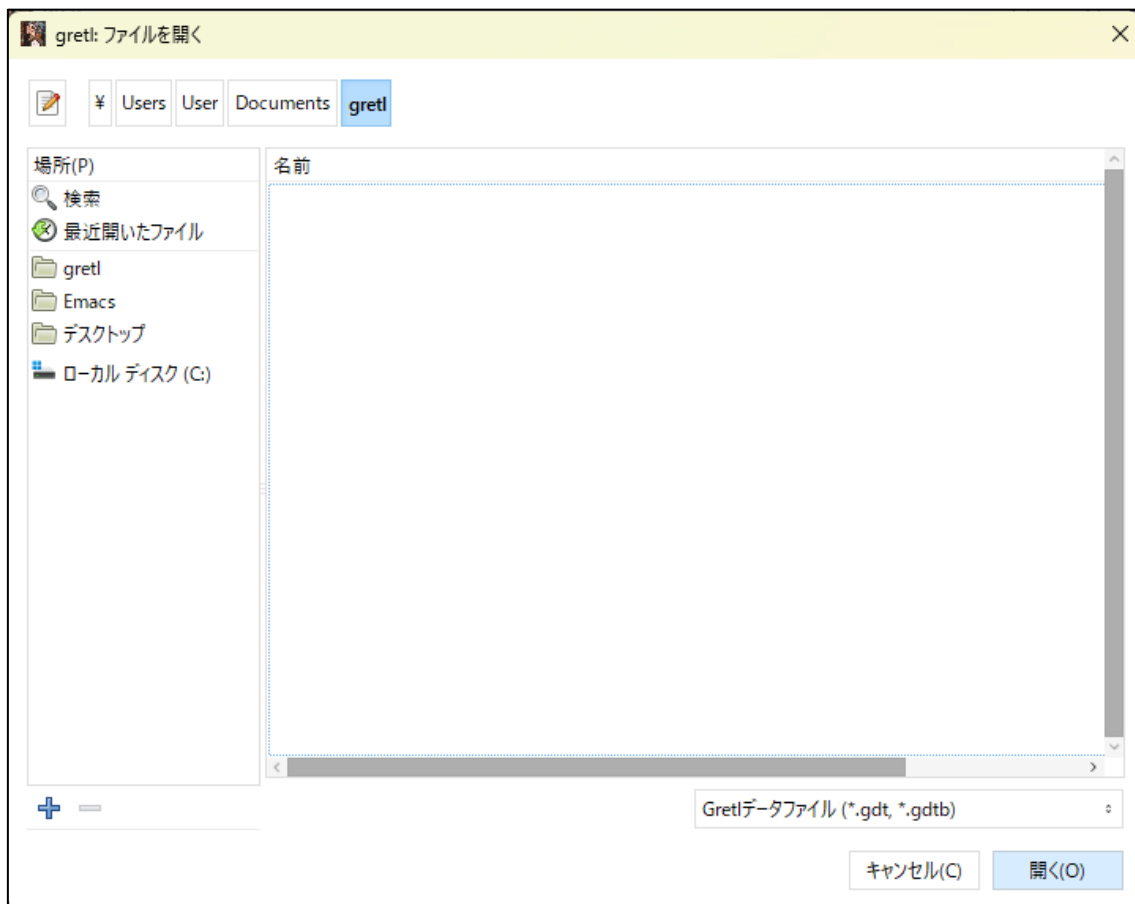 gretl: ファイルを開く
¥ Users User Documents gretl
場所(P)
検索
最近開いたファイル
gretl
Emacs
デスクトップ
ローカル ディスク (C:)
名前
Gretlデータファイル (*.gdt, *.gdtb)
キャンセル(C) 開く(O)